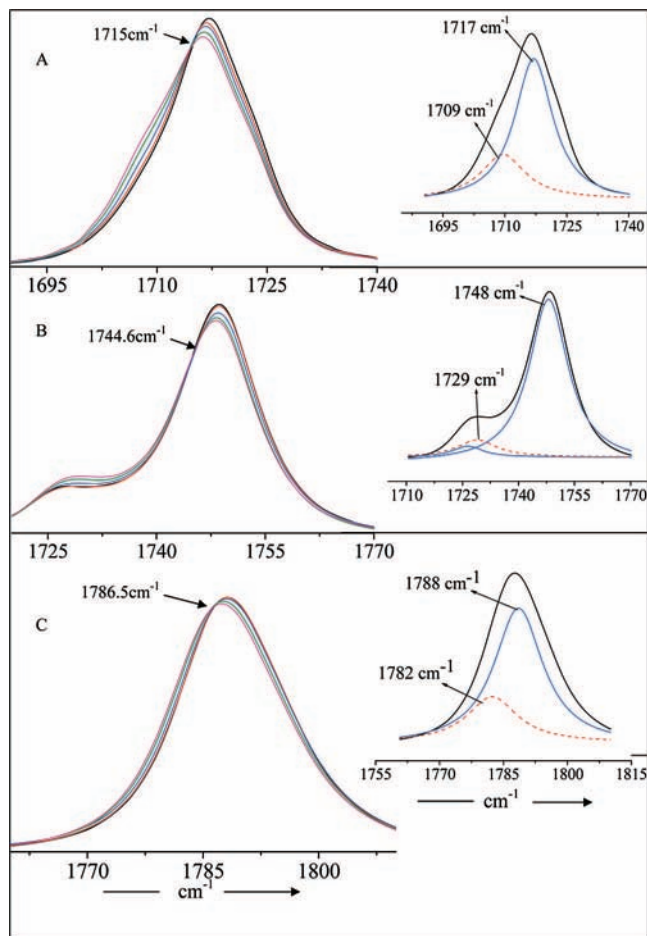 A
1715cm⁻¹
1717 cm⁻¹
1709 cm⁻¹
1695 1710 1725 1740
1695 1710 1725 1740
B
1744.6cm⁻¹
1748 cm⁻¹
1729 cm⁻¹
1710 1725 1740 1755 1770
1725 1740 1755 1770
C
1786.5cm⁻¹
1788 cm⁻¹
1782 cm⁻¹
1755 1770 1785 1800 1815
cm⁻¹
1770 1785 1800
cm⁻¹